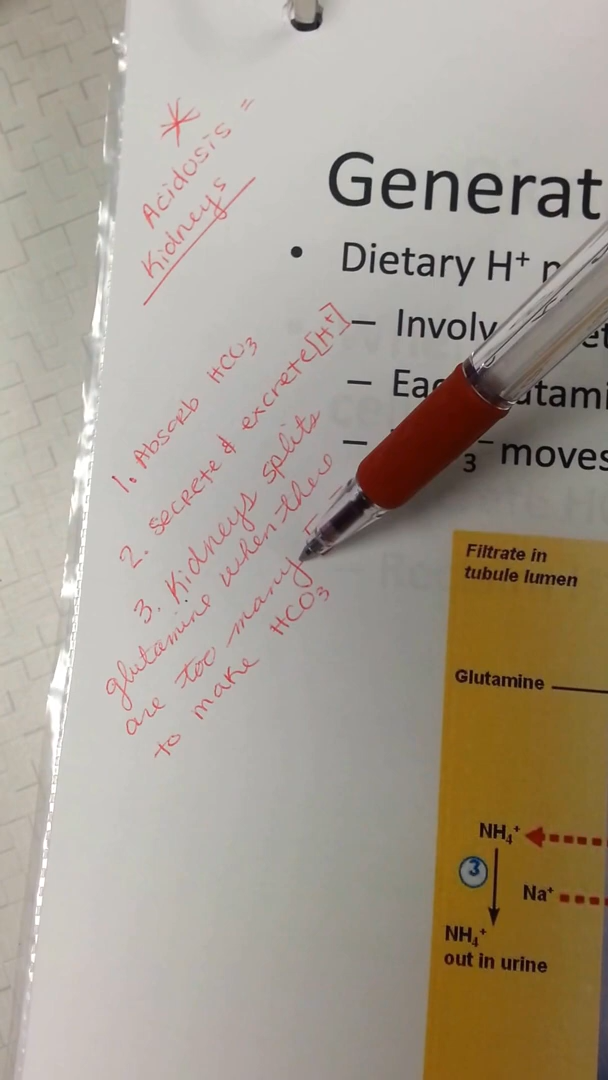 * Acidosis =
Kidneys
1. Absorb HCO3
2. secrete & excrete [H+]
3. Kidneys splits
glutamine when there
are too many
to make HCO3
Generat
• Dietary H+
– Involv
– Eac utami
– 3 – moves
Filtrate in
tubule lumen
Glutamine
NH4+
3
Na+
NH4+
out in urine